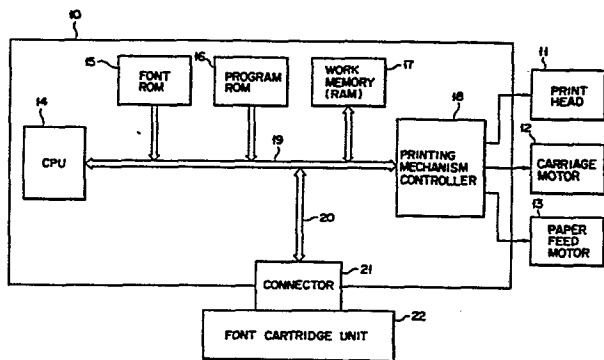 10
15
FONT
ROM
16
PROGRAM
ROM
17
WORK
MEMORY
(RAM)
11
PRINT
HEAD
14
CPU
19
18
PRINTING
MECHANISM
CONTROLLER
12
CARRIAGE
MOTOR
13
PAPER
FEED
MOTOR
20
21
CONNECTOR
22
FONT CARTRIDGE UNIT